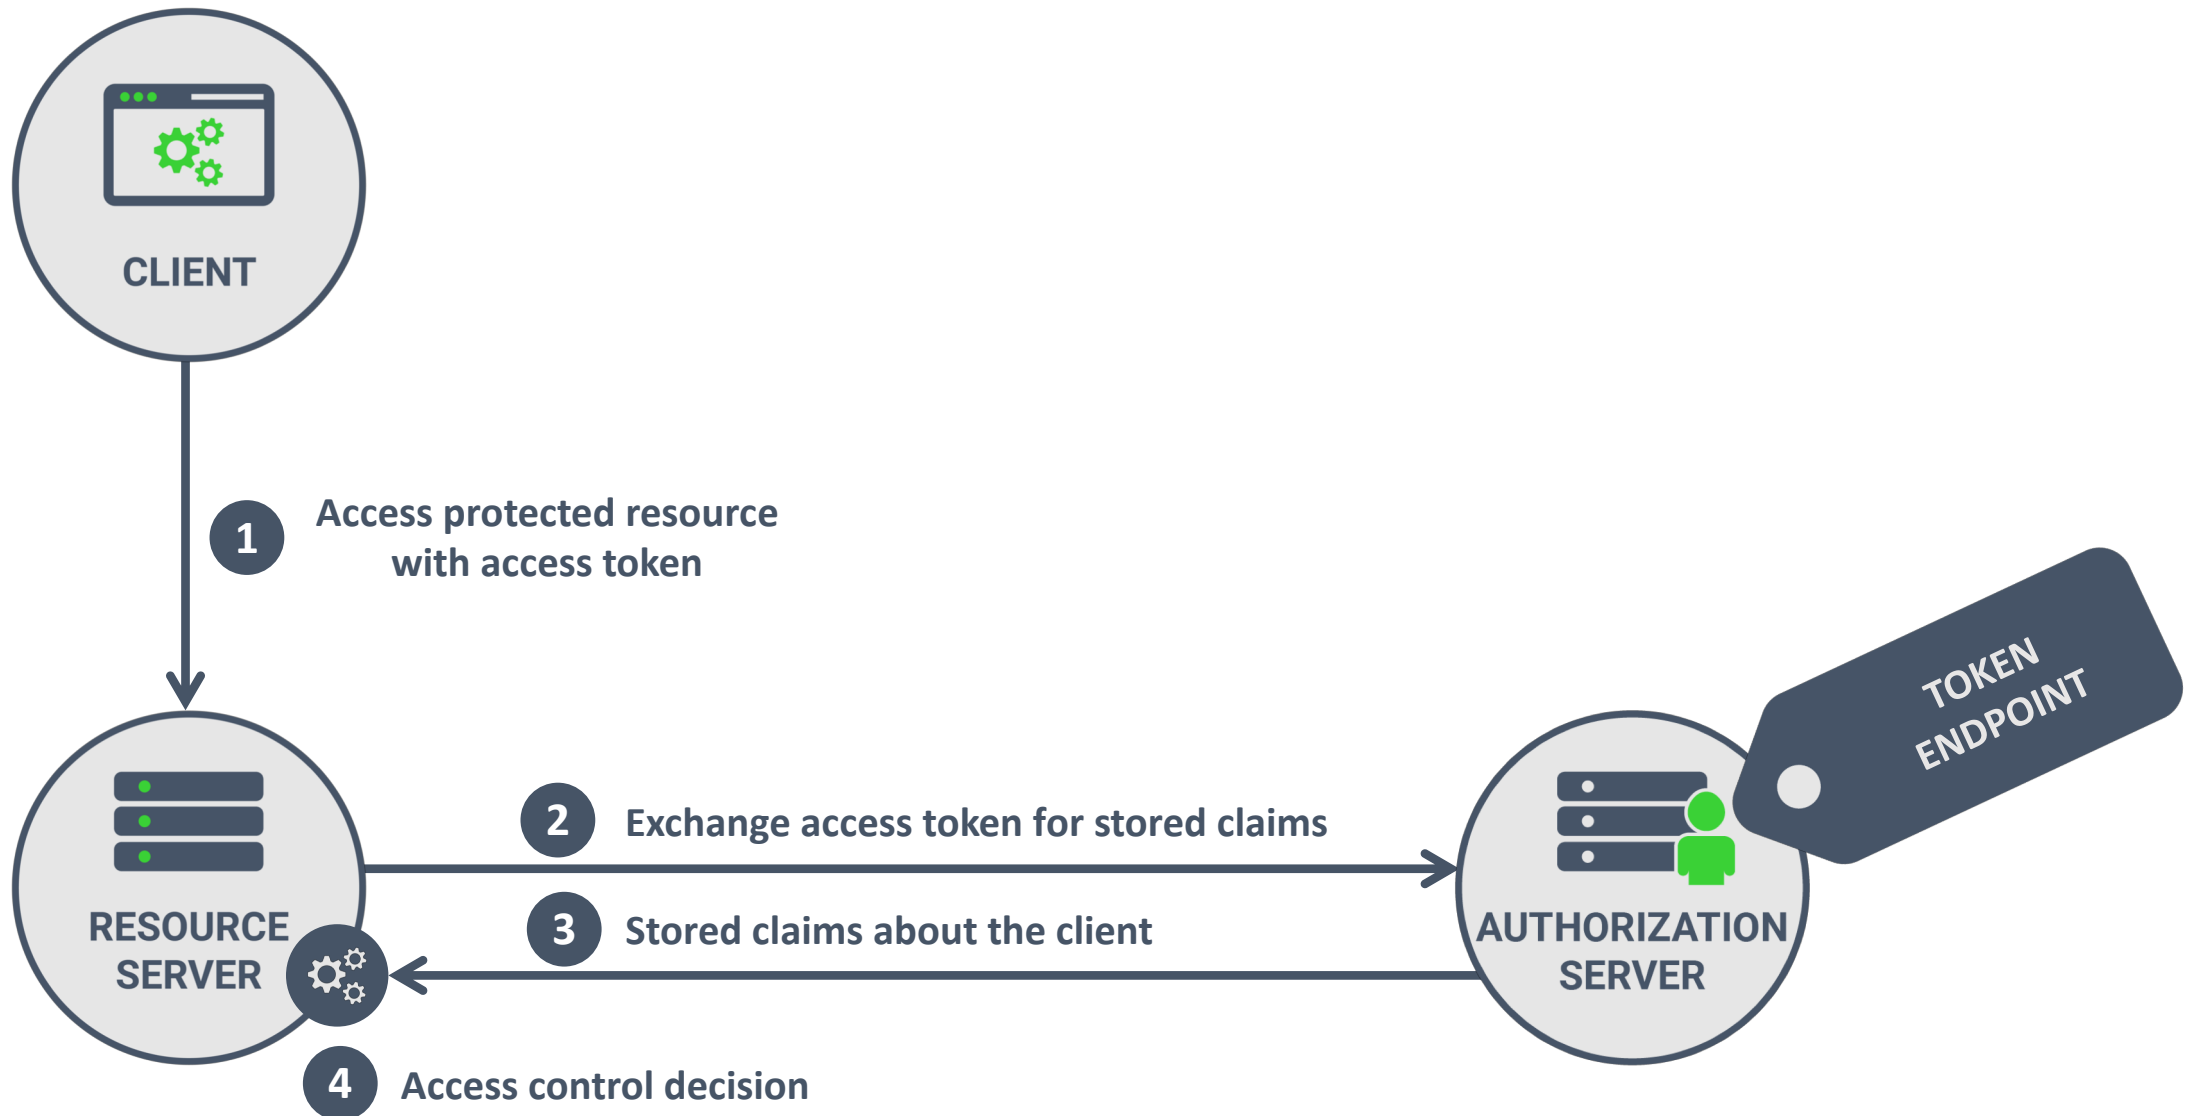 CLIENT
1
Access protected resource
with access token
TOKEN
ENDPOINT
2
Exchange access token for stored claims
3
Stored claims about the client
RESOURCE
SERVER
AUTHORIZATION
SERVER
4
Access control decision